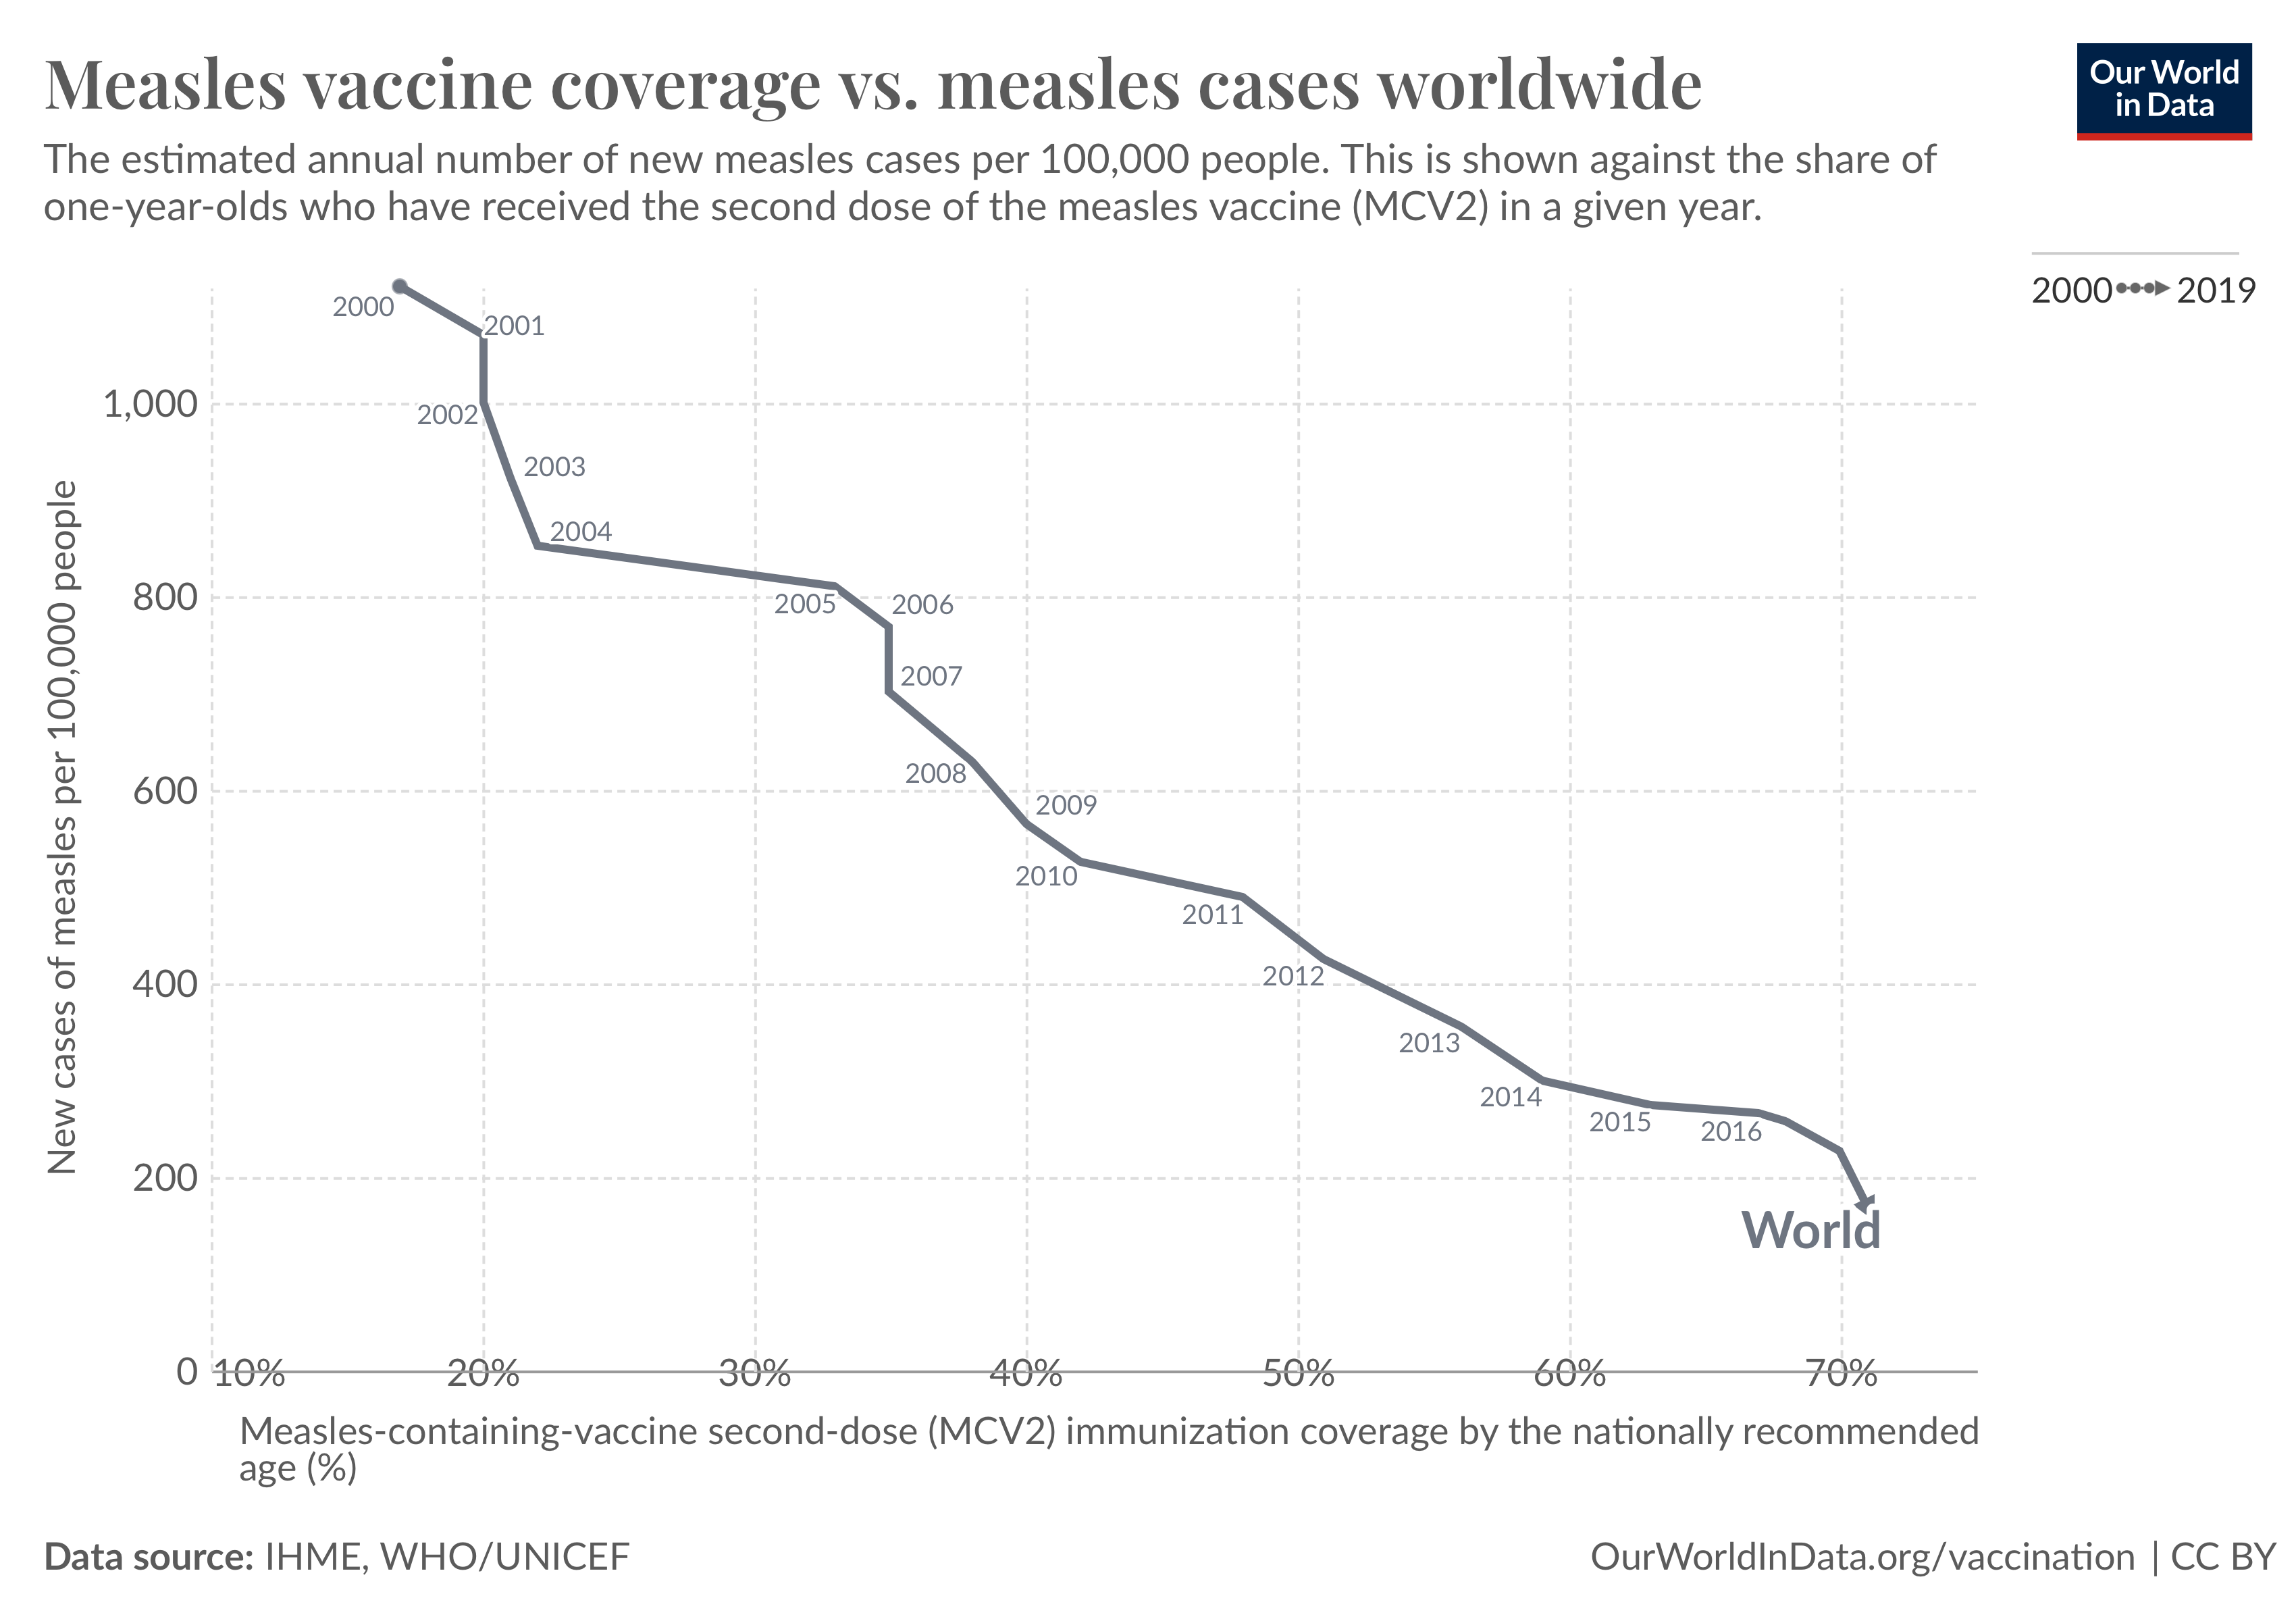 Measles vaccine coverage vs. measles cases worldwide
Our World
in Data
The estimated annual number of new measles cases per 100,000 people. This is shown against the share of
one-year-olds who have received the second dose of the measles vaccine (MCV2) in a given year.
2000 2019
2000
2001
1,000
2002
2003
2004
800
2005
2006
2007
600
2008
2009
2010
2011
400
2012
2013
2014
2015
2016
200
World
New cases of measles per 100,000 people
0 10% 20% 30% 40% 50% 60% 70%
Measles-containing-vaccine second-dose (MCV2) immunization coverage by the nationally recommended
age (%)
Data source: IHME, WHO/UNICEF
OurWorldInData.org/vaccination | CC BY